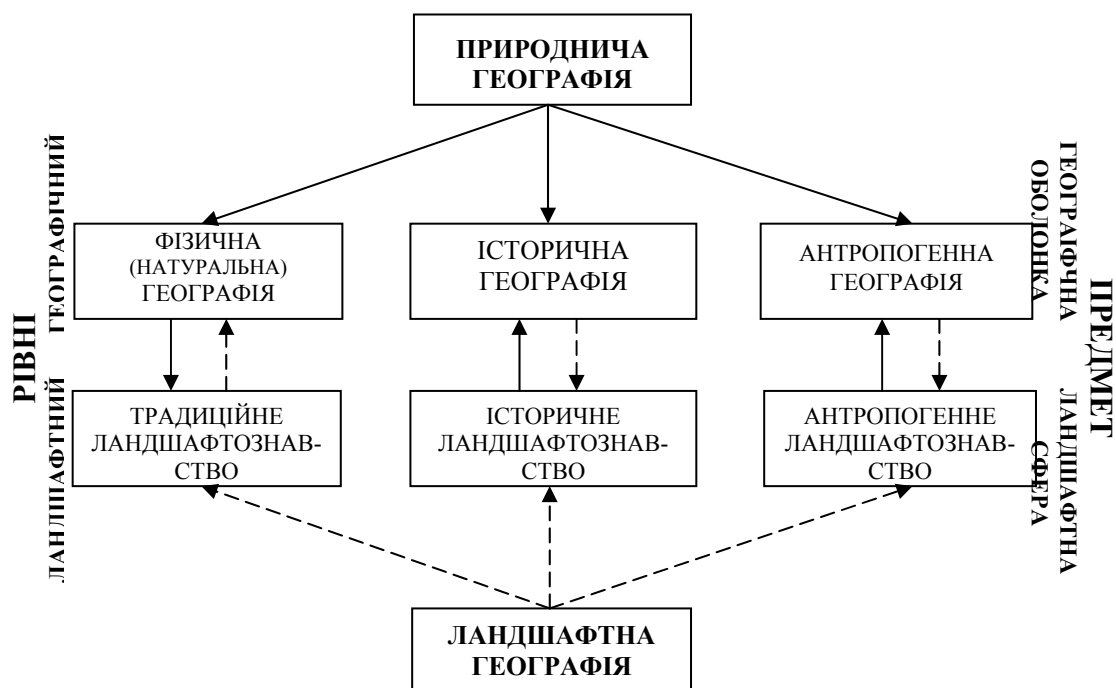 ПРИРОДНИЧА
ГЕОГРАФІЯ
РІВНІ
ГЕОГРАФІЧНИЙ
ФІЗИЧНА
(НАТУРАЛЬНА)
ГЕОГРАФІЯ
ІСТОРИЧНА
ГЕОГРАФІЯ
АНТРОПОГЕННА
ГЕОГРАФІЯ
ГЕОГРАІФЧНА
ОБОЛОНКА
ПРЕДМЕТ
ЛАНДШАФТНИЙ
ТРАДИЦІЙНЕ
ЛАНДШАФТОЗНАВ-
СТВО
ІСТОРИЧНЕ
ЛАНДШАФТОЗНАВ-
СТВО
АНТРОПОГЕННЕ
ЛАНДШАФТОЗНАВ-
СТВО
ЛАНДШАФТНА
СФЕРА
ЛАНДШАФТНА
ГЕОГРАФІЯ